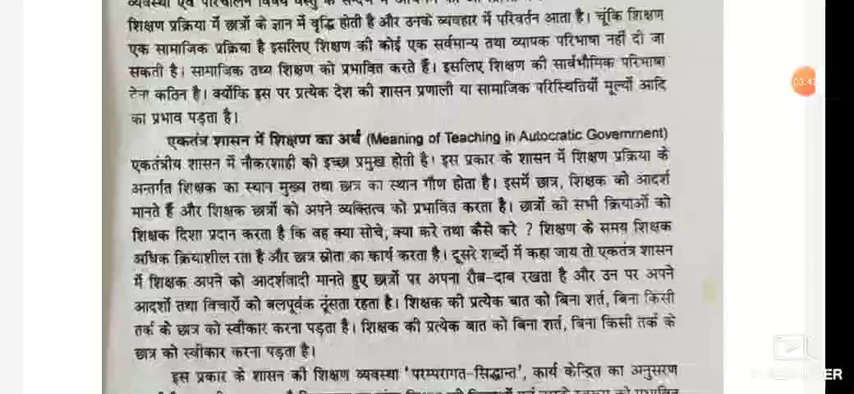 शिक्षण प्रक्रिया में छात्रों के ज्ञान में वृद्धि होती है और उनके व्यवहार में परिवर्तन आता है। चूंकि शिक्षण
एक सामाजिक प्रक्रिया है इसलिए शिक्षण की कोई एक सर्वमान्य तथा व्यापक परिभाषा नहीं दी जा
सकती है। सामाजिक तथ्य शिक्षण को प्रभावित करते हैं। इसलिए शिक्षण की सार्वभौमिक परिभाषा
देना कठिन है। क्योंकि इस पर प्रत्येक देश की शासन प्रणाली या सामाजिक परिस्थितियों मूल्यों आदि
का प्रभाव पड़ता है।
एकतंत्र शासन में शिक्षण का अर्थ (Meaning of Teaching in Autocratic Government)
एकतंत्रीय शासन में नौकरशाही की इच्छा प्रमुख होती है। इस प्रकार के शासन में शिक्षण प्रक्रिया के
अन्तर्गत शिक्षक का स्थान मुख्य तथा छात्र का स्थान गौण होता है। इसमें छात्र, शिक्षक को आदर्श
मानते हैं और शिक्षक छात्रों को अपने व्यक्तित्व को प्रभावित करता है। छात्रों की सभी क्रियाओं को
शिक्षक दिशा प्रदान करता है कि वह क्या सोचे, क्या करे तथा कैसे करे ? शिक्षण के समय शिक्षक
अधिक क्रियाशील रता है और छात्र स्रोता का कार्य करता है। दूसरे शब्दों में कहा जाय तो एकतंत्र शासन
में शिक्षक अपने को आदर्शवादी मानते हुए छात्रों पर अपना रौब-दाब रखता है और उन पर अपने
आदर्शों तथा विचारों को बलपूर्वक ठूंसता रहता है। शिक्षक की प्रत्येक बात को बिना शर्त, बिना किसी
तर्क के छात्र को स्वीकार करना पड़ता है। शिक्षक की प्रत्येक बात को बिना शर्त, बिना किसी तर्क के
छात्र को स्वीकार करना पड़ता है।
इस प्रकार के शासन की शिक्षण व्यवस्था 'परम्परागत-सिद्धान्त', कार्य केन्द्रित का अनुसरण